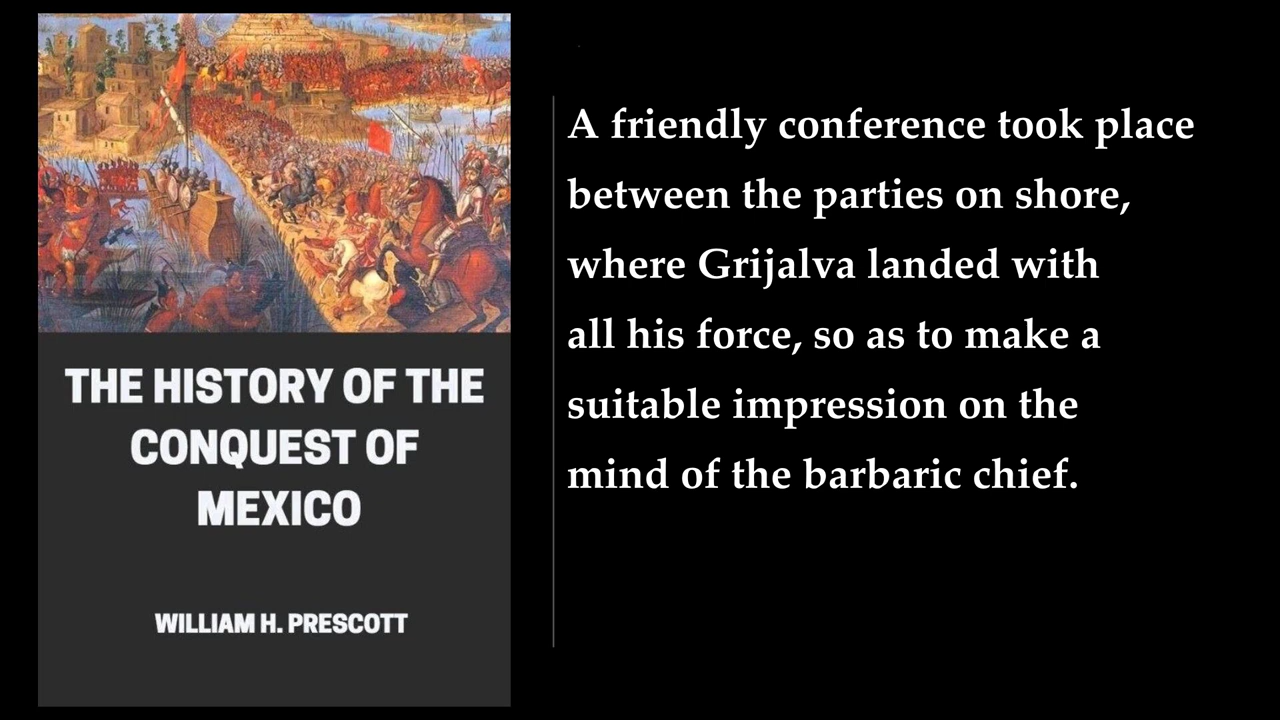 THE HISTORY OF THE
CONQUEST OF
MEXICO
WILLIAM H. PRESCOTT
A friendly conference took place
between the parties on shore,
where Grijalva landed with
all his force, so as to make a
suitable impression on the
mind of the barbaric chief.